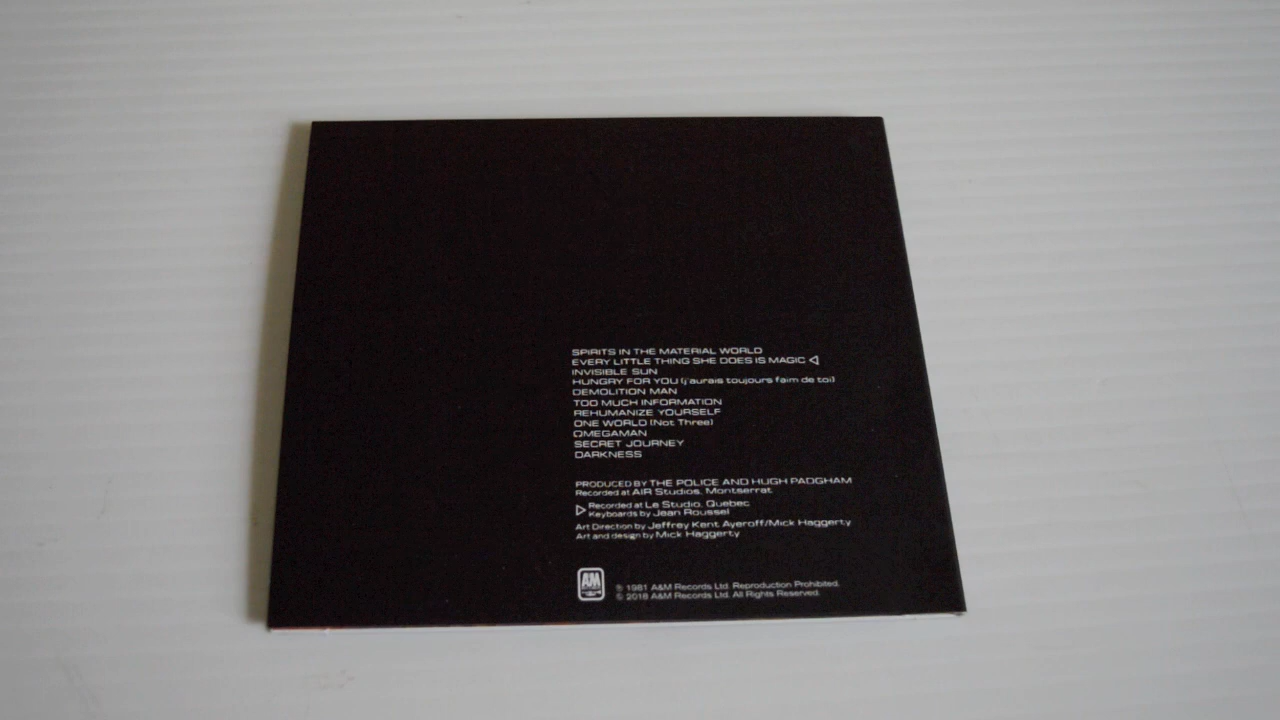 SPIRITS IN THE MATERIAL WORLD
EVERY LITTLE THING SHE DOES IS MAGIC
INVISIBLE SUN
HUNGRY FOR YOU (j'aurais toujours faim de toi)
DEMOLITION MAN
TOO MUCH INFORMATION
REHUMANIZE YOURSELF
ONE WORLD (Not Three)
ΩMEGAMAN
SECRET JOURNEY
DARKNESS
PRODUCED BY THE POLICE AND HUGH PADGHAM
Recorded at AIR Studios, Montserrat
Recorded at Le Studio, Quebec
Keyboards by Jean Roussel
Art Direction by Jeffrey Kent Ayeroff/Mick Haggerty
Art and design by Mick Haggerty
A&M
℗ 1981 A&M Records Ltd. Reproduction Prohibited.
© 2018 A&M Records Ltd. All Rights Reserved.